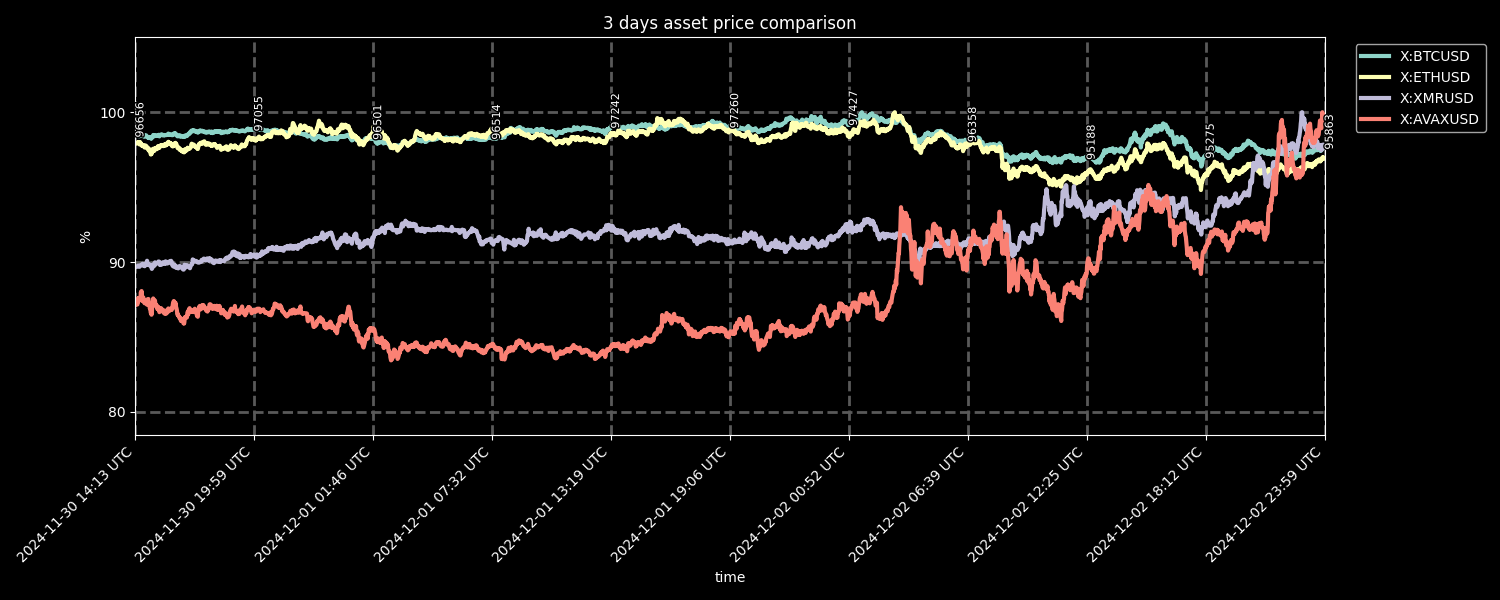 3 days asset price comparison
X:BTCUSD
X:ETHUSD
X:XMRUSD
X:AVAXUSD
100
90
80
%
96656
97055
96501
96514
97242
97260
97427
96358
95188
95275
95863
2024-11-30 14:13 UTC
2024-11-30 19:59 UTC
2024-12-01 01:46 UTC
2024-12-01 07:32 UTC
2024-12-01 13:19 UTC
2024-12-01 19:06 UTC
2024-12-02 00:52 UTC
2024-12-02 06:39 UTC
2024-12-02 12:25 UTC
2024-12-02 18:12 UTC
2024-12-02 23:59 UTC
time